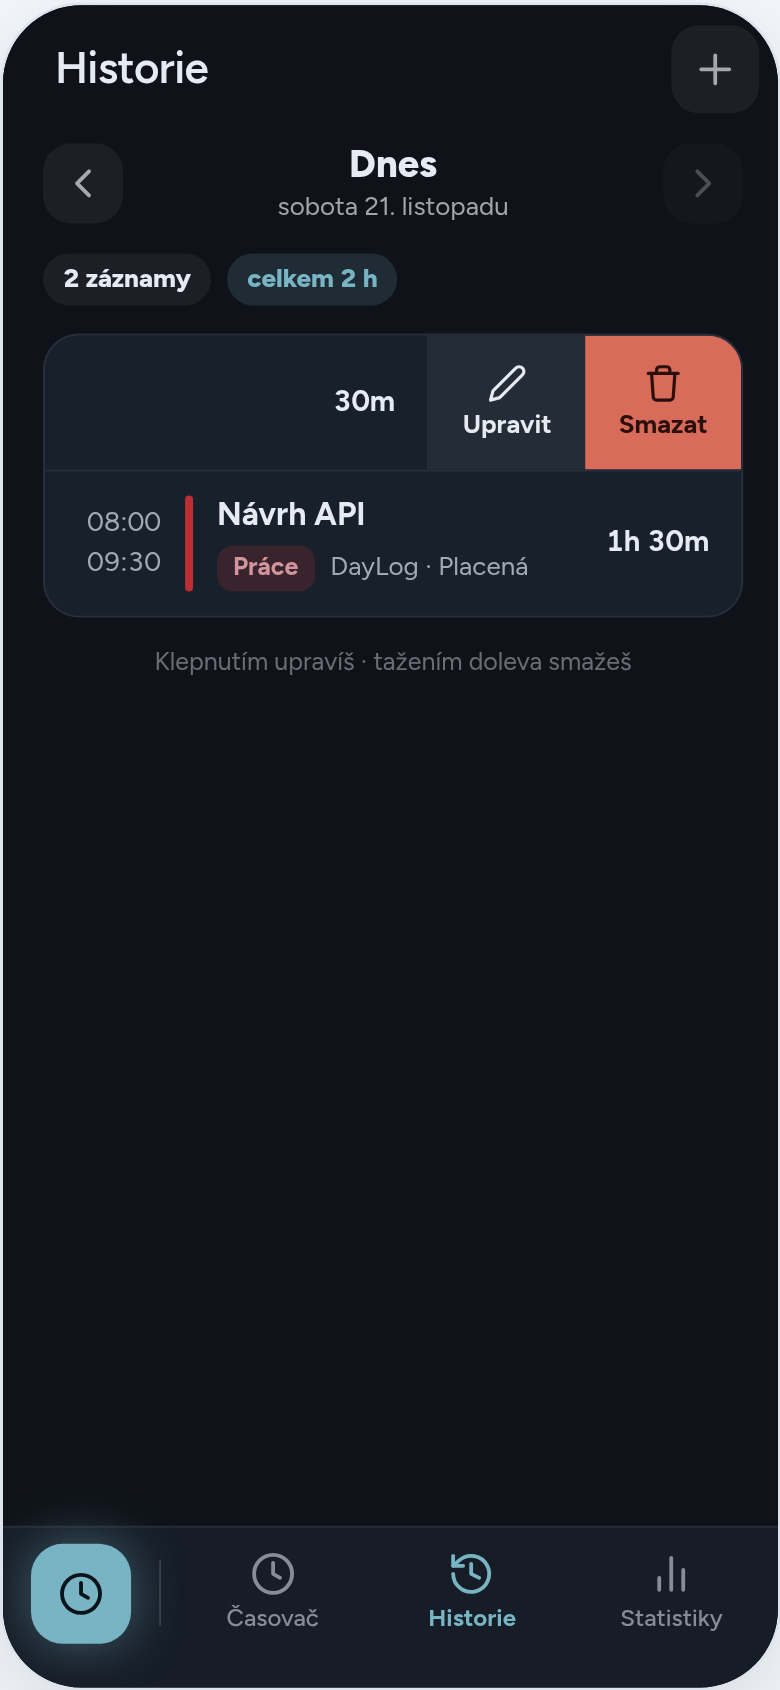 Historie
Dnes
sobota 21. listopadu
2 záznamy
celkem 2 h
30m
Upravit
Smazat
08:00
09:30
Návrh API
Práce
DayLog · Placená
1h 30m
Klepnutím upravíš · tažením doleva smažeš
Časovač
Historie
Statistiky